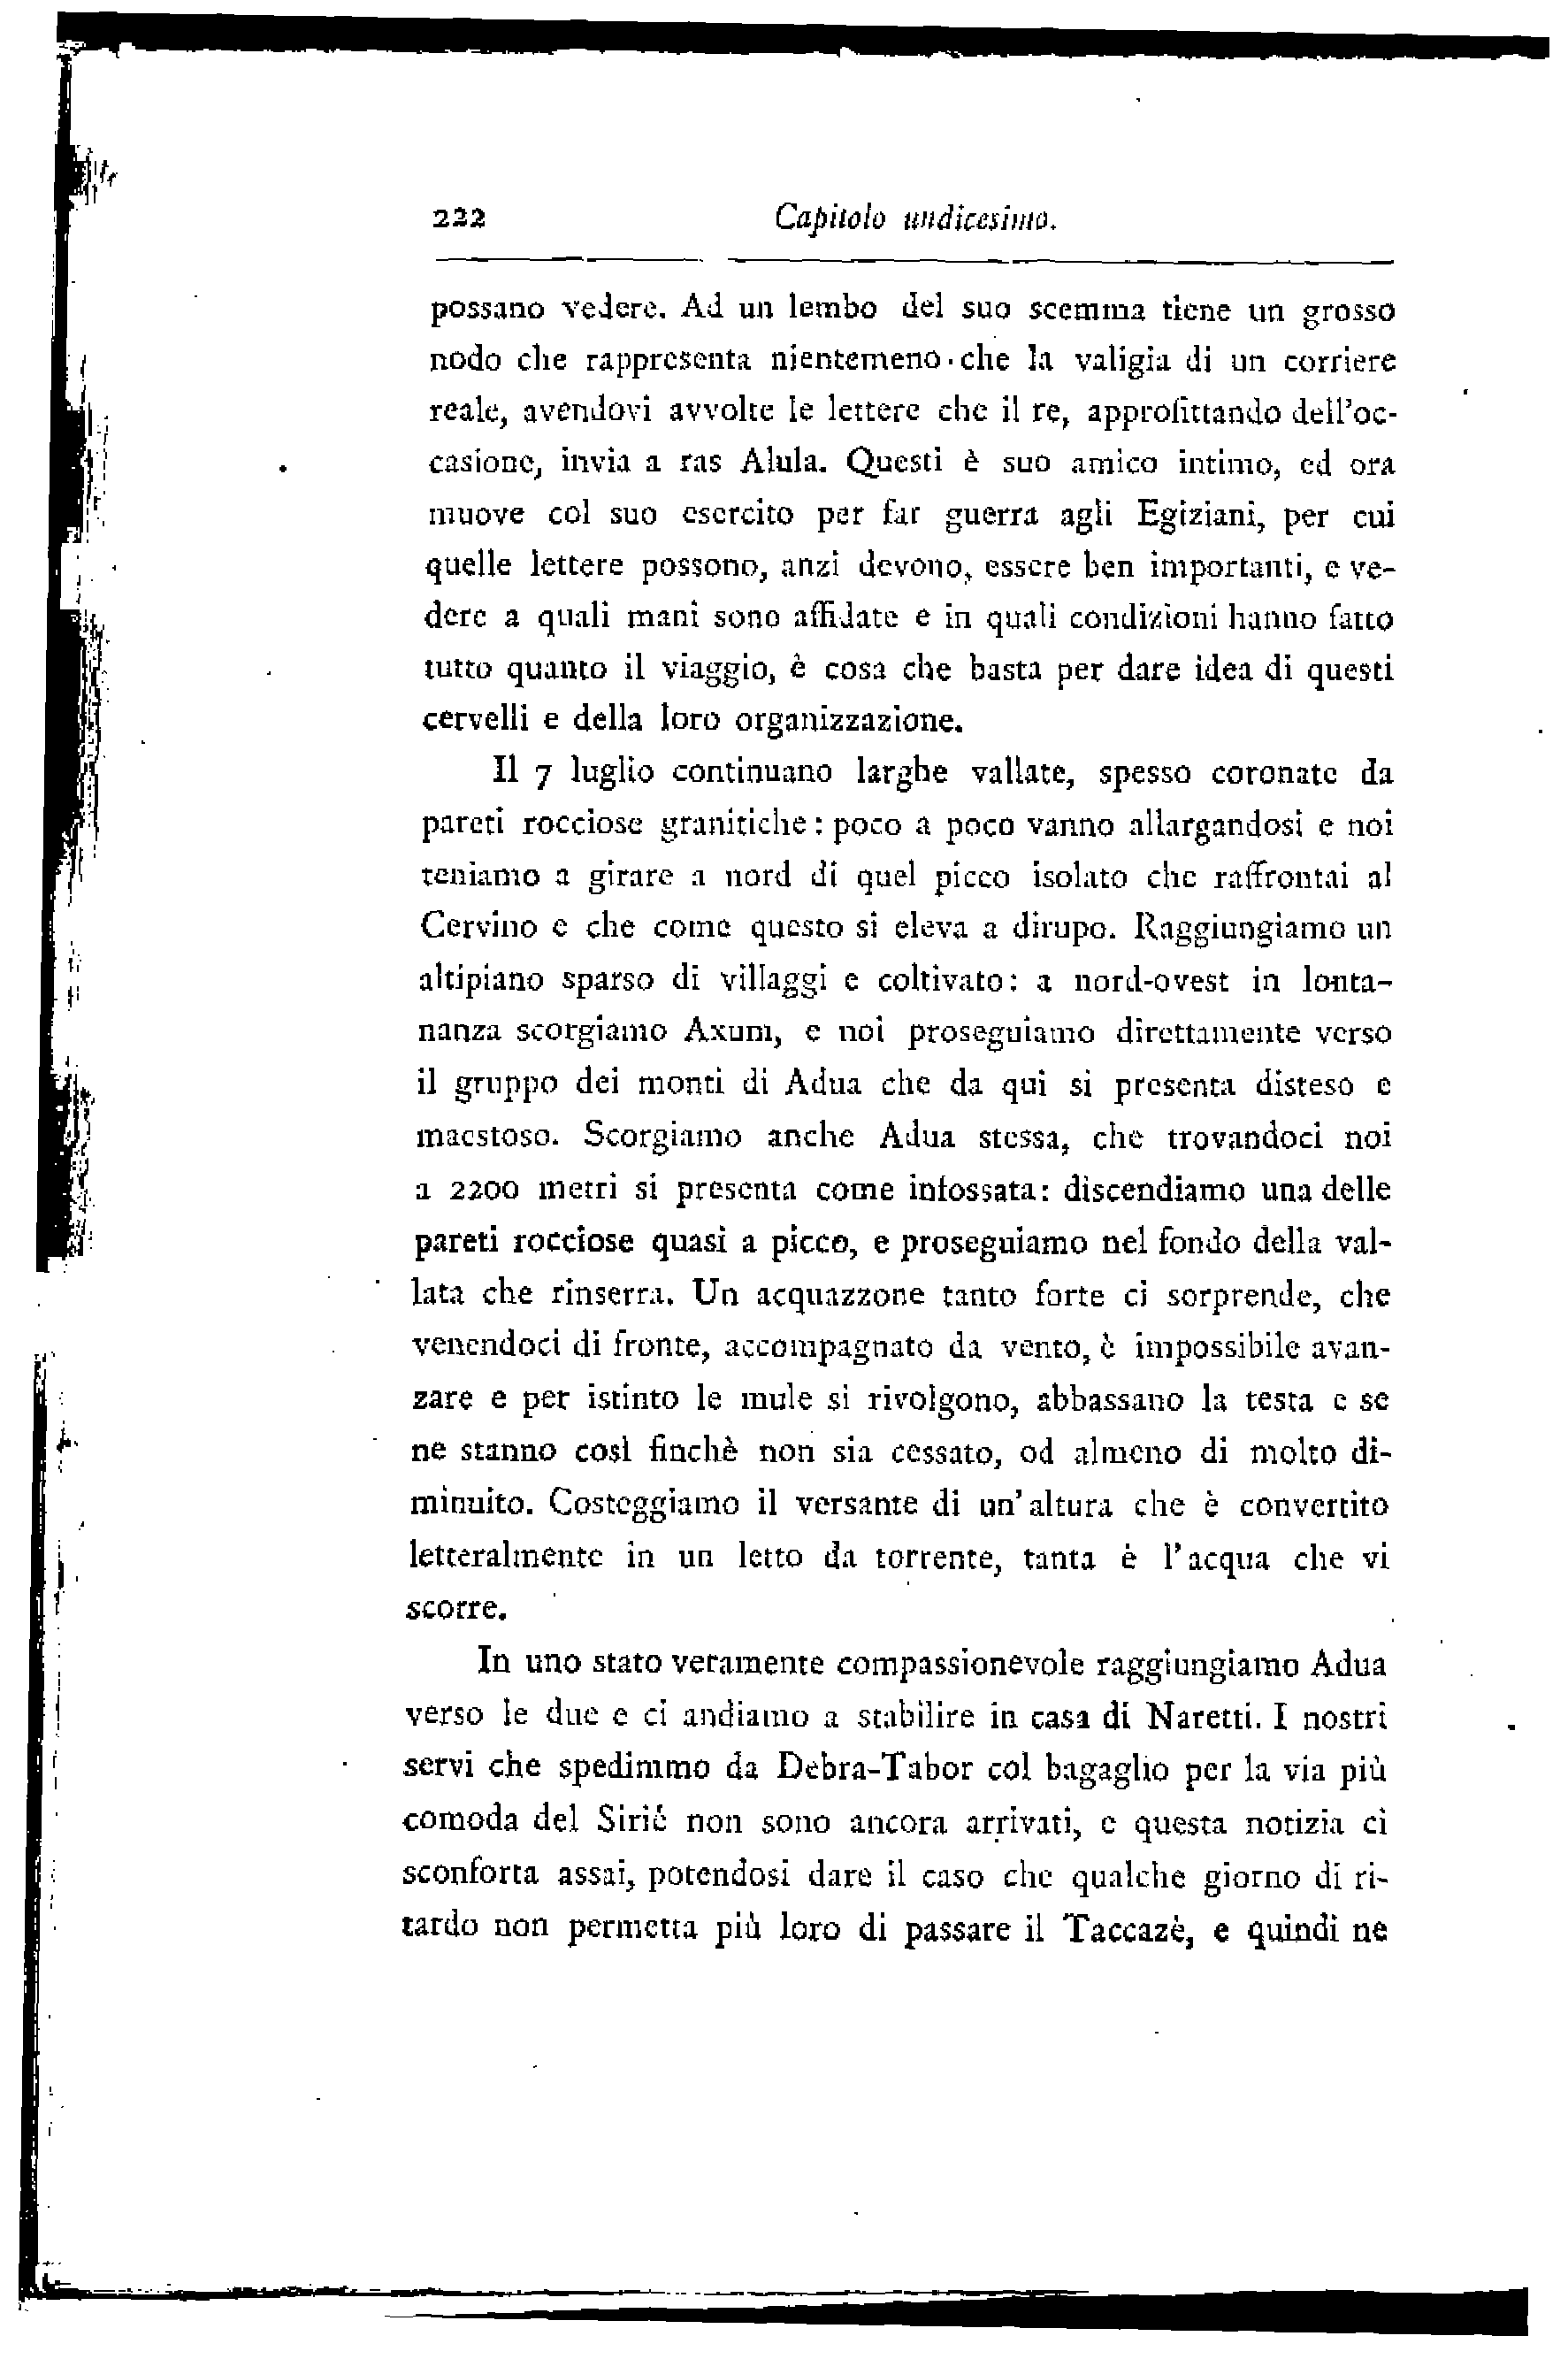 222 Capitolo undicesimo.
possano vedere. Ad un lembo del suo scemma tiene un grosso
nodo che rappresenta nientemeno che la valigia di un corriere
reale, avendovi avvolte le lettere che il re, approfittando dell'oc-
casione, invia a ras Alula. Questi è suo amico intimo, ed ora
muove col suo esercito per far guerra agli Egiziani, per cui
quelle lettere possono, anzi devono, essere ben importanti, e ve-
dere a quali mani sono affidate e in quali condizioni hanno fatto
tutto quanto il viaggio, è cosa che basta per dare idea di questi
cervelli e della loro organizzazione.
Il 7 luglio continuano larghe vallate, spesso coronate da
pareti rocciose granitiche: poco a poco vanno allargandosi e noi
teniamo a girare a nord di quel picco isolato che raffrontai al
Cervino e che come questo si eleva a dirupo. Raggiungiamo un
altipiano sparso di villaggi e coltivato: a nord-ovest in lonta-
nanza scorgiamo Axum, e noi proseguiamo direttamente verso
il gruppo dei monti di Adua che da qui si presenta disteso e
maestoso. Scorgiamo anche Adua stessa, che trovandoci noi
a 2200 metri si presenta come infossata: discendiamo una delle
pareti rocciose quasi a picco, e proseguiamo nel fondo della val-
lata che rinserra. Un acquazzone tanto forte ci sorprende, che
venendoci di fronte, accompagnato da vento, è impossibile avan-
zare e per istinto le mule si rivolgono, abbassano la testa e se
ne stanno così finchè non sia cessato, od almeno di molto di-
minuito. Costeggiamo il versante di un'altura che è convertito
letteralmente in un letto da torrente, tanta è l'acqua che vi
scorre.
In uno stato veramente compassionevole raggiungiamo Adua
verso le due e ci andiamo a stabilire in casa di Naretti. I nostri
servi che spedimmo da Debra-Tabor col bagaglio per la via più
comoda del Siriè non sono ancora arrivati, e questa notizia ci
sconforta assai, potendosi dare il caso che qualche giorno di ri-
tardo non permetta più loro di passare il Taccazè, e quindi ne